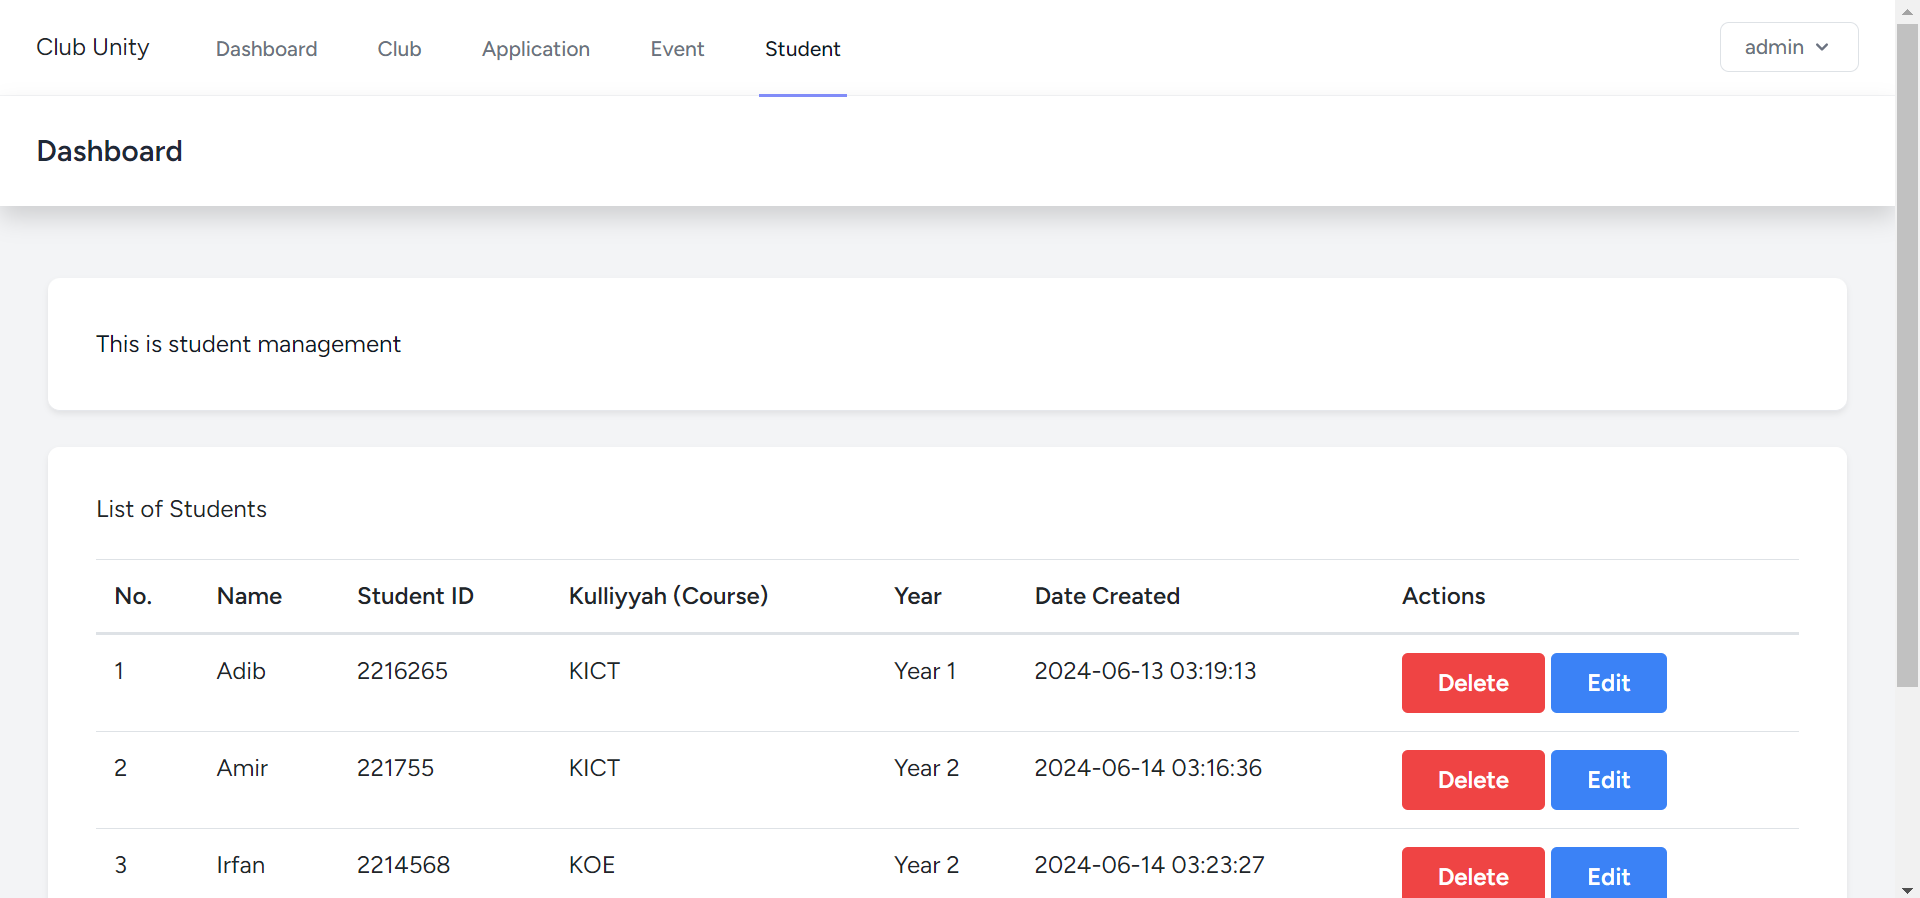 Club Unity Dashboard Club Application Event Student admin
Dashboard
This is student management
List of Students
No. Name Student ID Kulliyyah (Course) Year Date Created Actions
1 Adib 2216265 KICT Year 1 2024-06-13 03:19:13 Delete Edit
2 Amir 221755 KICT Year 2 2024-06-14 03:16:36 Delete Edit
3 Irfan 2214568 KOE Year 2 2024-06-14 03:23:27 Delete Edit